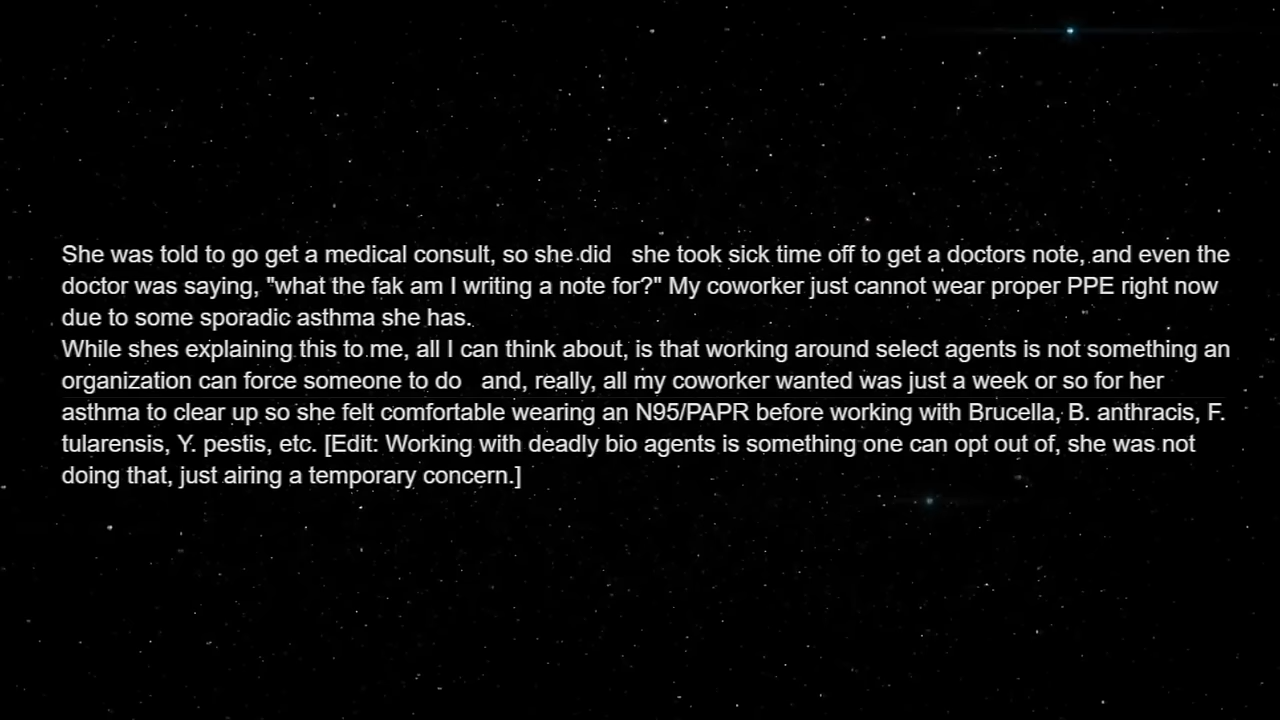 She was told to go get a medical consult, so she did   she took sick time off to get a doctors note, and even the
doctor was saying, "what the fak am I writing a note for?" My coworker just cannot wear proper PPE right now
due to some sporadic asthma she has.
While shes explaining this to me, all I can think about, is that working around select agents is not something an
organization can force someone to do   and, really, all my coworker wanted was just a week or so for her
asthma to clear up so she felt comfortable wearing an N95/PAPR before working with Brucella, B. anthracis, F.
tularensis, Y. pestis, etc. [Edit: Working with deadly bio agents is something one can opt out of, she was not
doing that, just airing a temporary concern.]